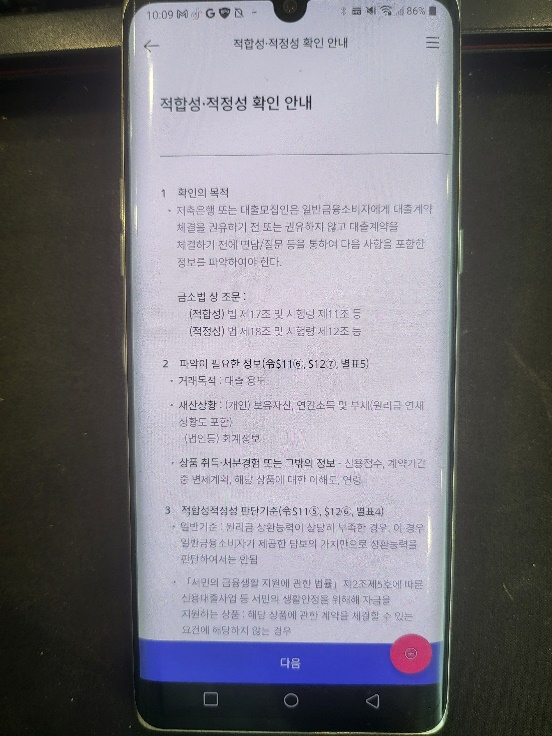 10:09
86%
적합성·적정성 확인 안내
적합성·적정성 확인 안내
1 확인의 목적
• 저축은행 또는 대출모집인은 일반금융소비자에게 대출계약
체결을 권유하기 전 또는 권유하지 않고 대출계약을
체결하기 전에 면담/질문 등을 통하여 다음 사항을 포함한
정보를 파악하여야 한다.
금소법 상 조문 :
(적합성) 법 제17조 및 시행령 제11조 등
(적정성) 법 제18조 및 시행령 제12조 등
2 파악이 필요한 정보(令$11⑥, $12⑦, 별표5)
• 거래목적 : 대출 용도
• 재산상황 : (개인) 보유자산, 연간소득 및 부채(원리금 연체
상황도 포함)
(법인등) 회계정보
• 상품 취득·처분경험 또는 그밖의 정보 - 신용점수, 계약기간
중 변제계획, 해당 상품에 대한 이해도, 연령
3 적합성적정성 판단기준(令$11⑤, $12⑥, 별표4)
• 일반기준 : 원리금 상환능력이 상당히 부족한 경우, 이 경우
일반금융소비자가 제공한 담보의 가치만으로 상환능력을
판단하여서는 안됨
• 「서민의 금융생활 지원에 관한 법률」 제2조제5호에 따른
신용대출사업 등 서민의 생활안정을 위해해 자금을
지원하는 상품 : 해당 상품에 관한 계약을 체결할 수 있는
요건에 해당하지 않는 경우
다음